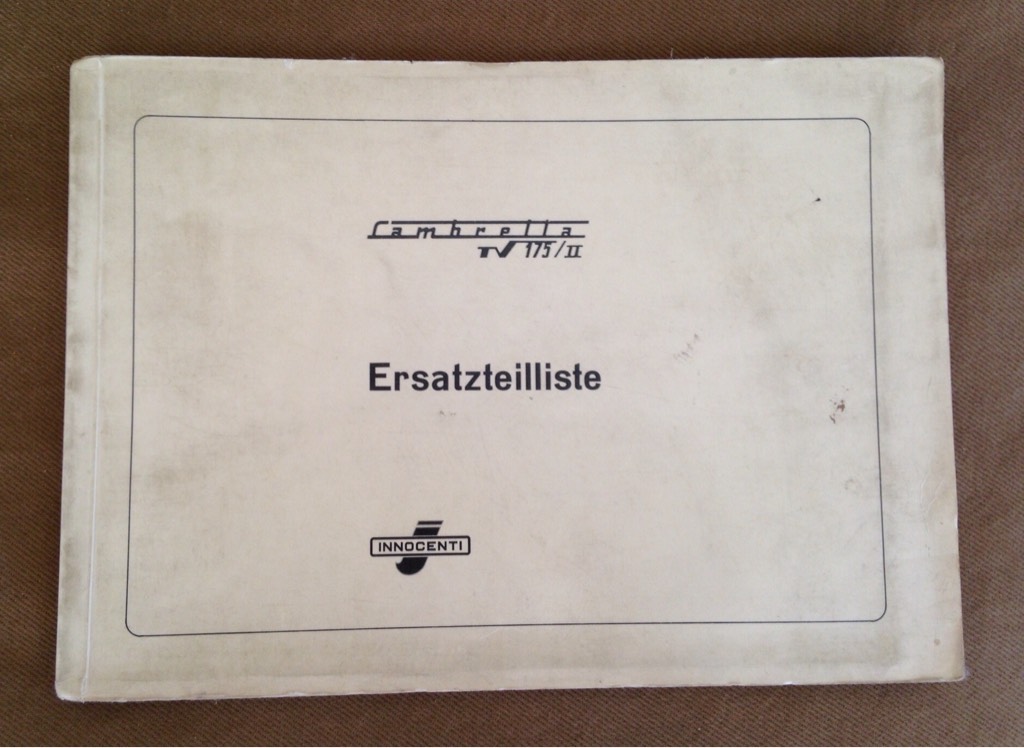 Lambretta
TV 175/II
Ersatzteilliste
INNOCENTI